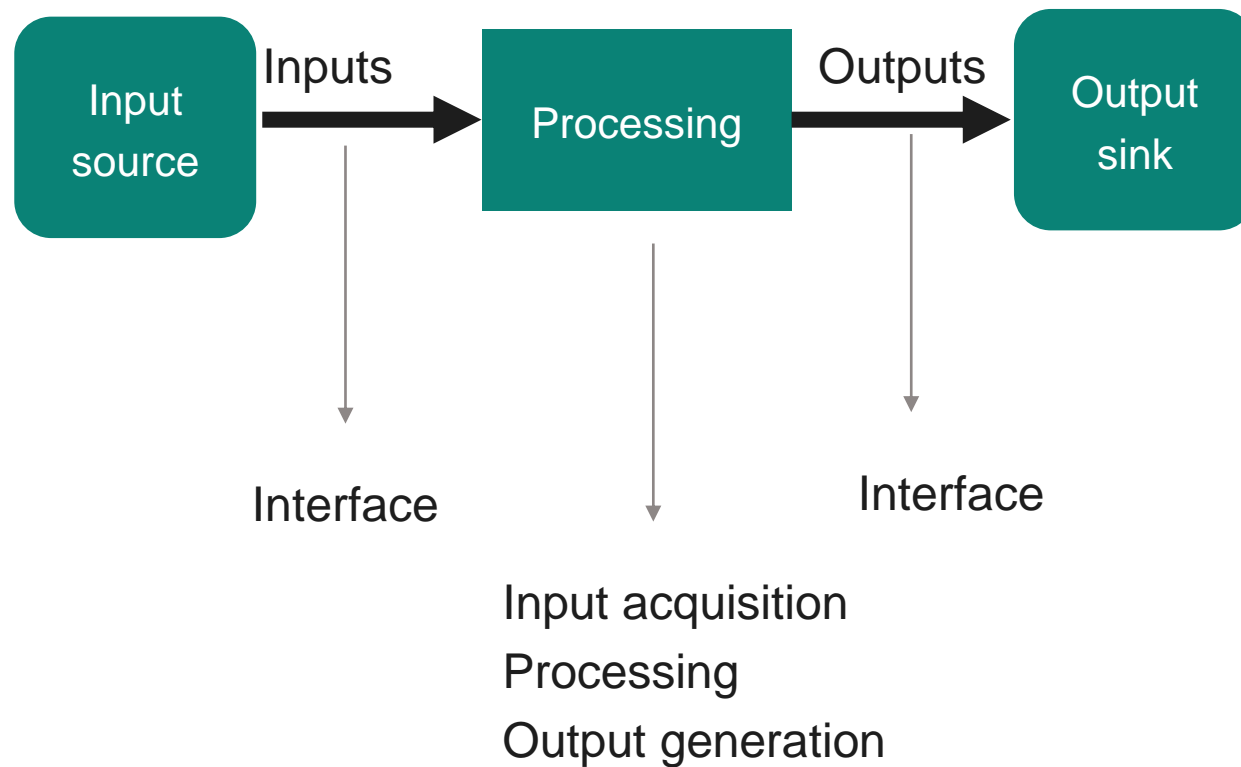 Input
source
Inputs
Processing
Outputs
Output
sink
Interface
Interface
Input acquisition
Processing
Output generation